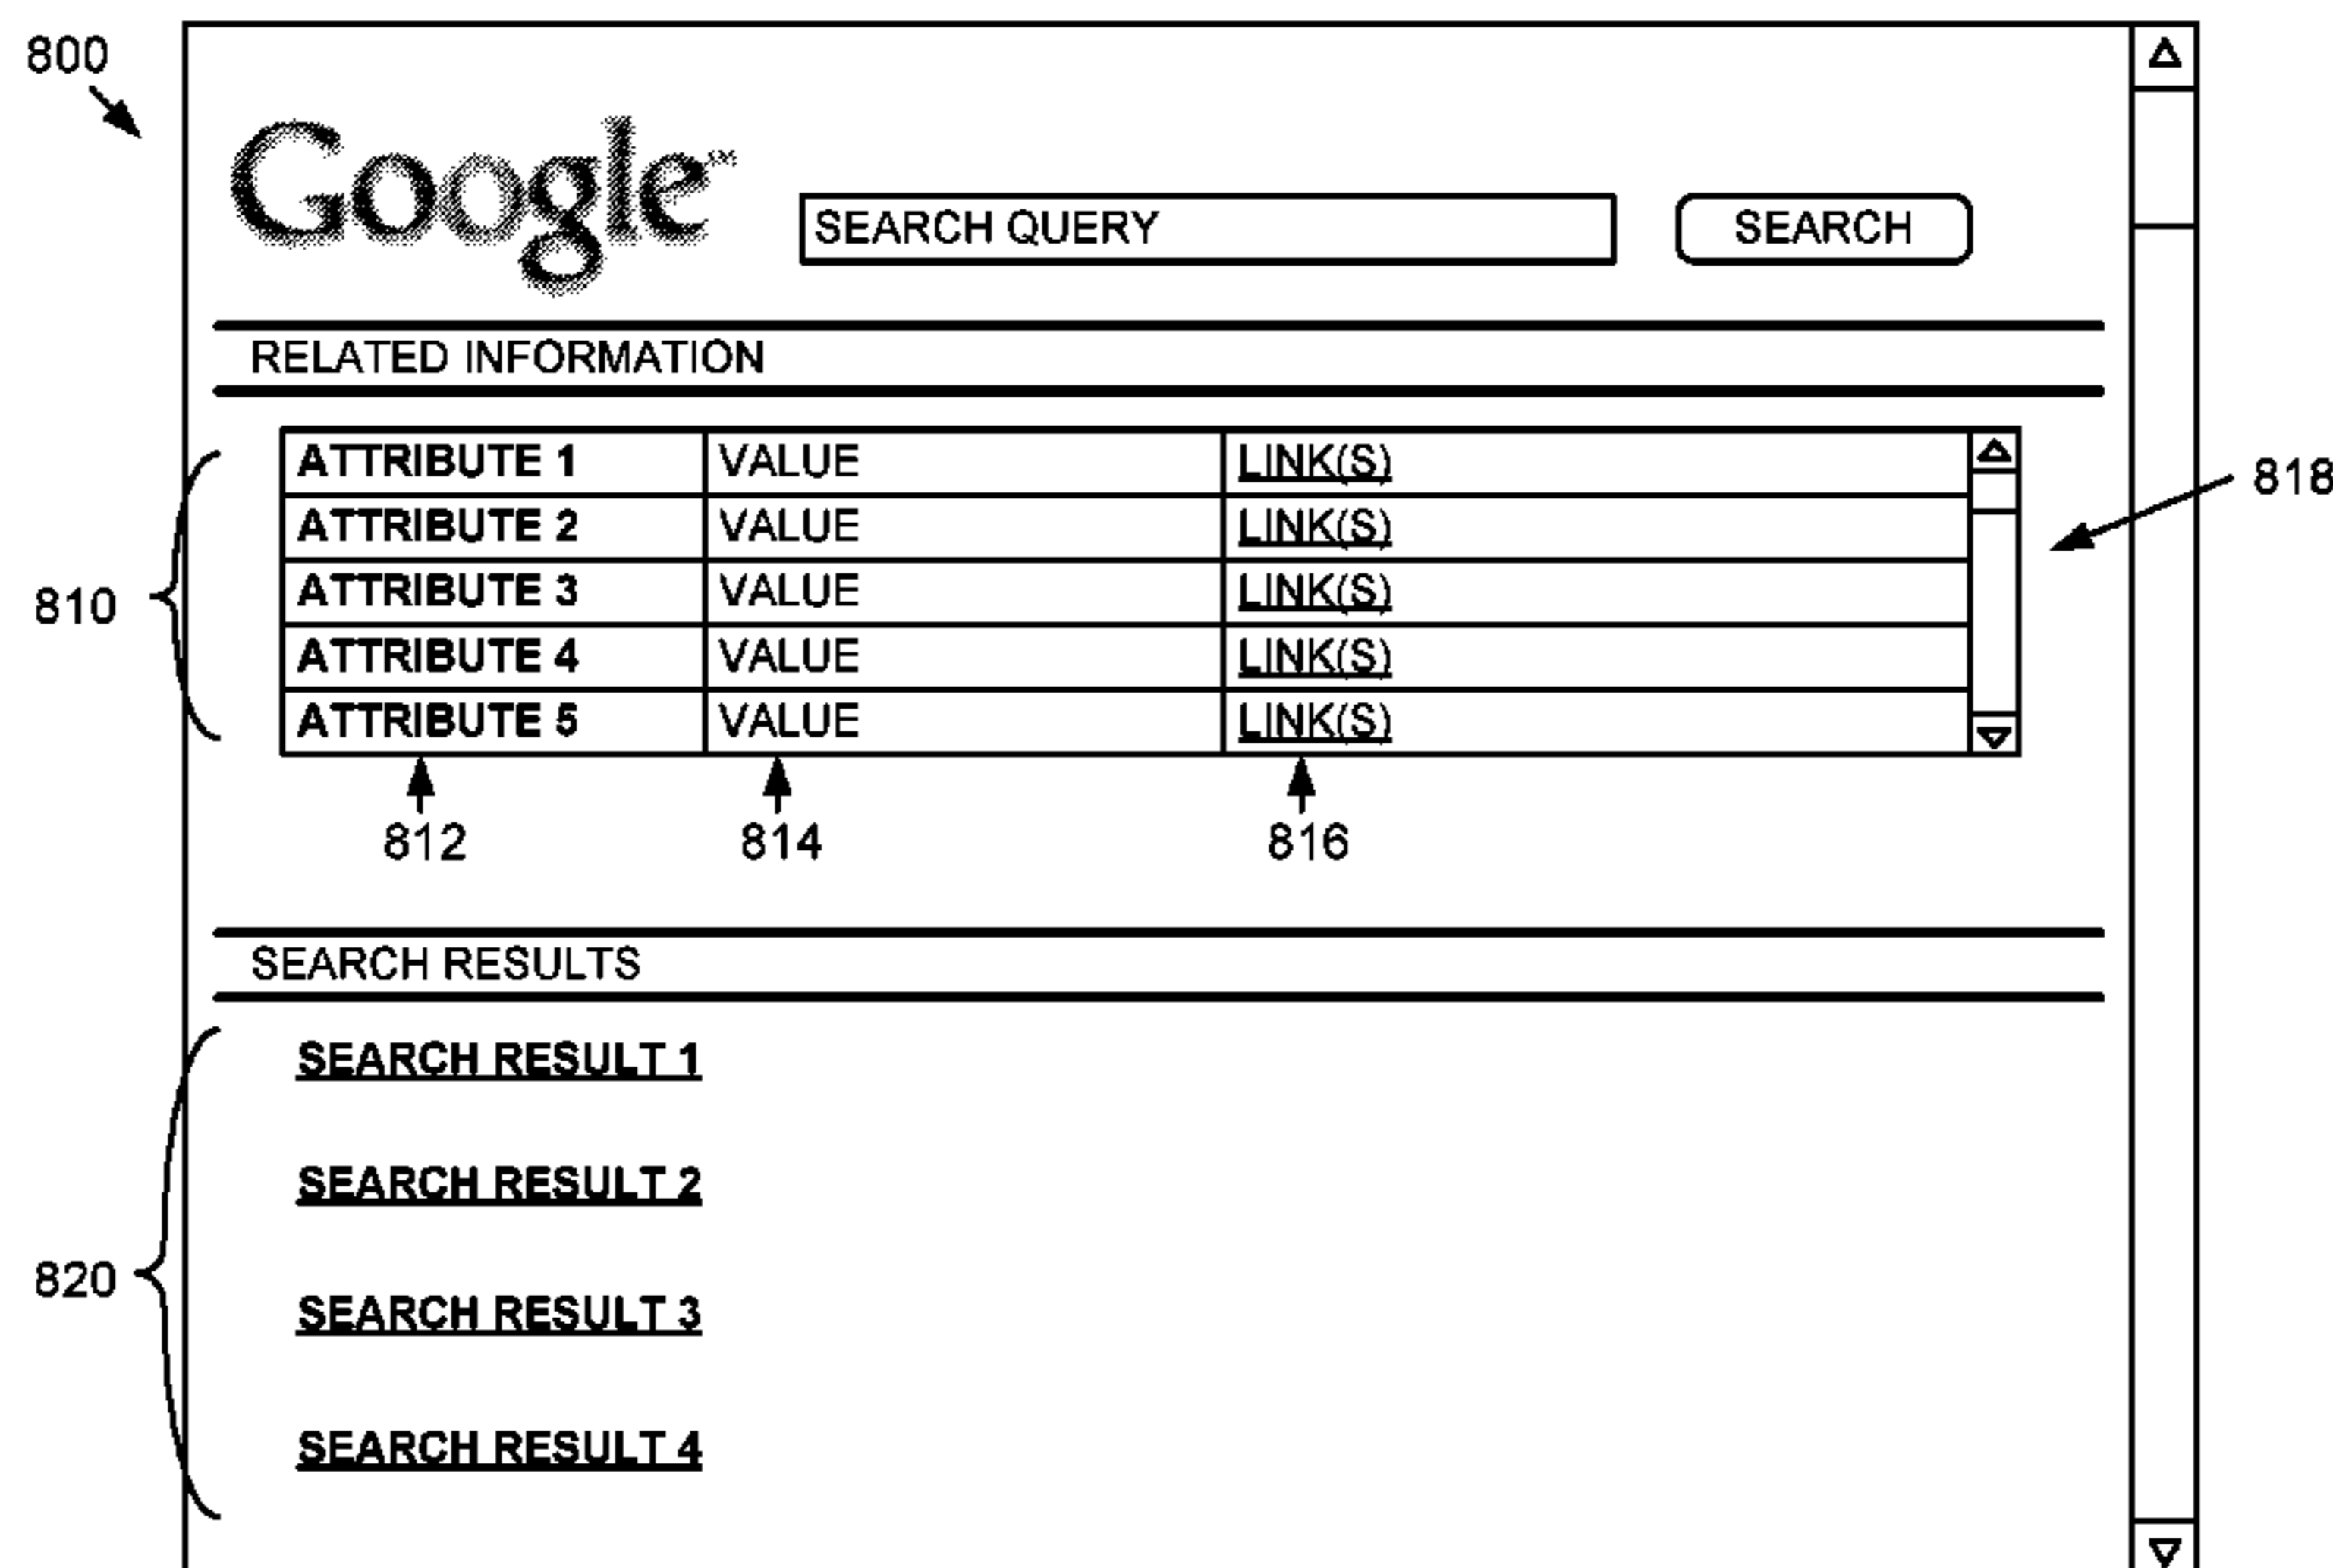 800
Google™
SEARCH QUERY
SEARCH
RELATED INFORMATION
ATTRIBUTE 1 VALUE LINK(S)
818
ATTRIBUTE 2 VALUE LINK(S)
810
ATTRIBUTE 3 VALUE LINK(S)
ATTRIBUTE 4 VALUE LINK(S)
ATTRIBUTE 5 VALUE LINK(S)
812 814 816
SEARCH RESULTS
SEARCH RESULT 1
SEARCH RESULT 2
820
SEARCH RESULT 3
SEARCH RESULT 4